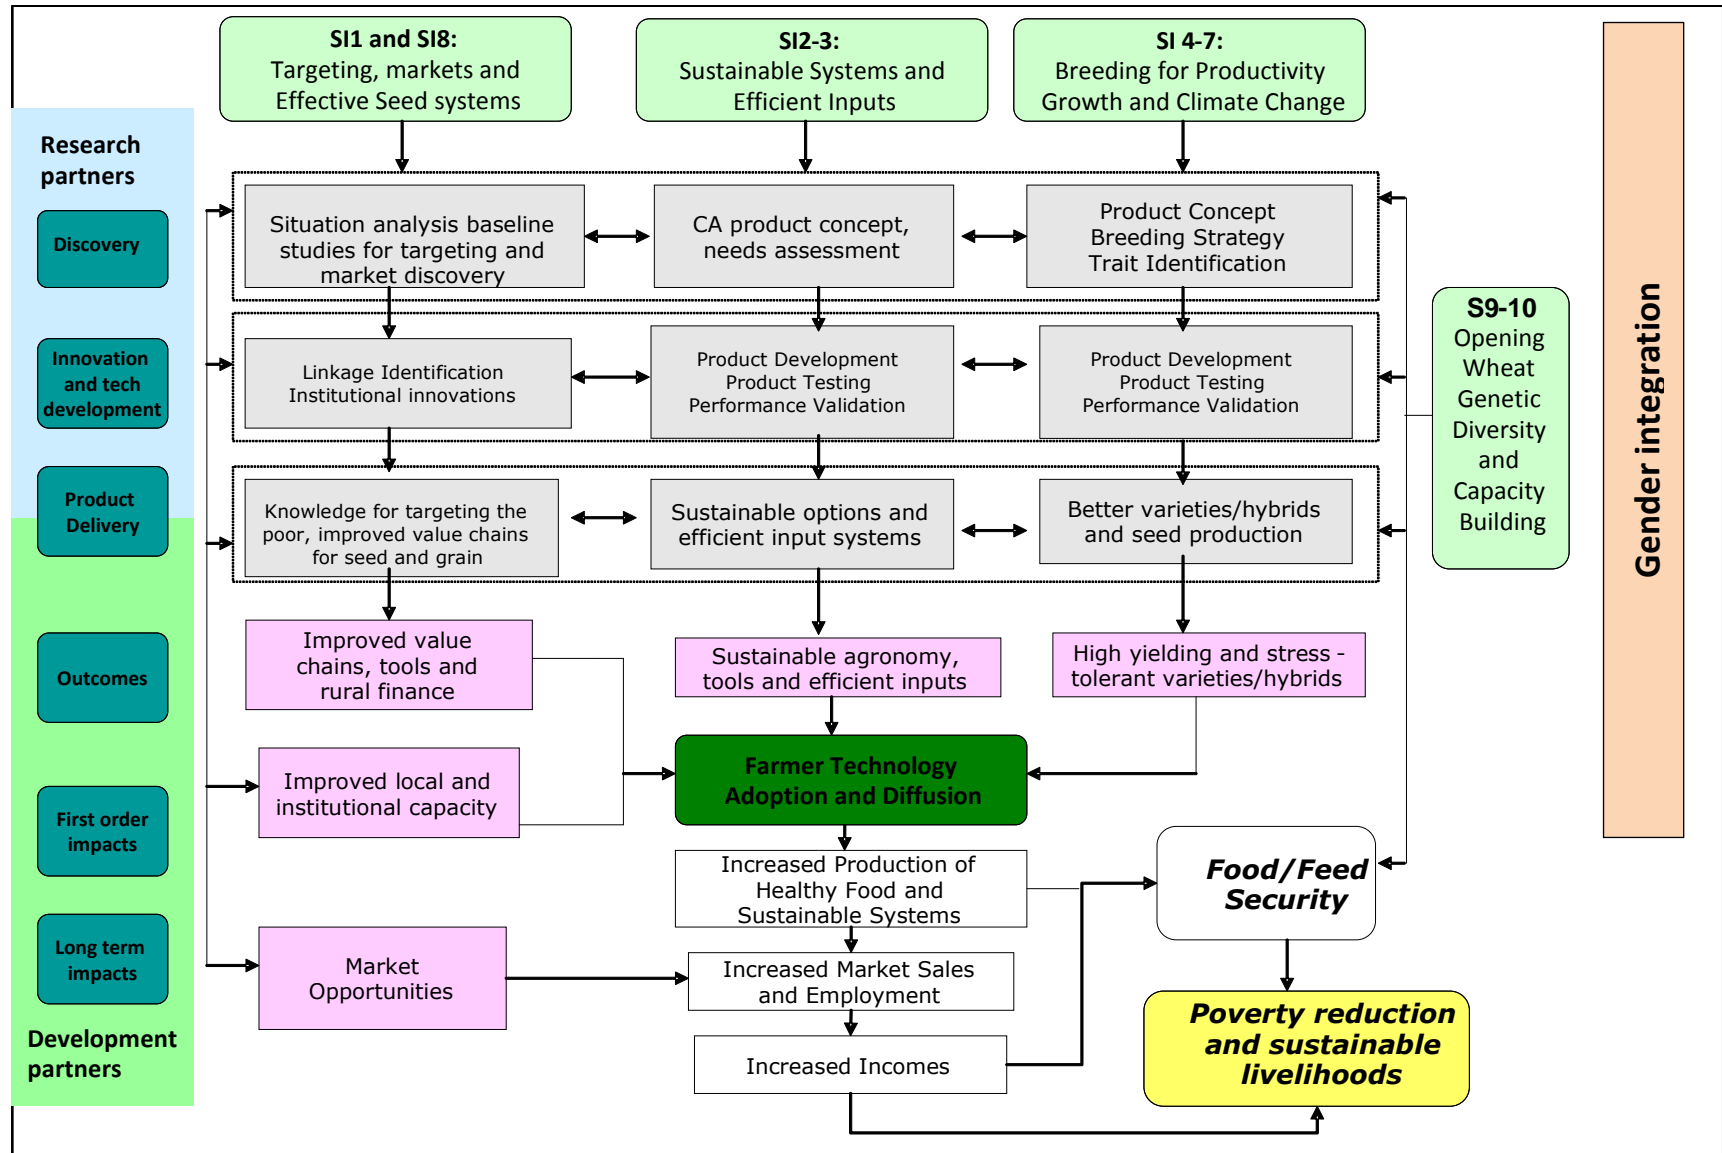 SI1 and SI8:
Targeting, markets and
Effective Seed systems
SI2-3:
Sustainable Systems and
Efficient Inputs
SI 4-7:
Breeding for Productivity
Growth and Climate Change
Research
partners
Discovery
Situation analysis baseline
studies for targeting and
market discovery
CA product concept,
needs assessment
Product Concept
Breeding Strategy
Trait Identification
S9-10
Opening
Wheat
Genetic
Diversity
and
Capacity
Building
Gender integration
Innovation
and tech
development
Linkage Identification
Institutional innovations
Product Development
Product Testing
Performance Validation
Product Development
Product Testing
Performance Validation
Product
Delivery
Knowledge for targeting the
poor, improved value chains
for seed and grain
Sustainable options and
efficient input systems
Better varieties/hybrids
and seed production
Outcomes
Improved value
chains, tools and
rural finance
Sustainable agronomy,
tools and efficient inputs
High yielding and stress -
tolerant varieties/hybrids
First order
impacts
Improved local and
institutional capacity
Farmer Technology
Adoption and Diffusion
Increased Production of
Healthy Food and
Sustainable Systems
Food/Feed
Security
Long term
impacts
Market
Opportunities
Increased Market Sales
and Employment
Poverty reduction
and sustainable
livelihoods
Development
partners
Increased Incomes